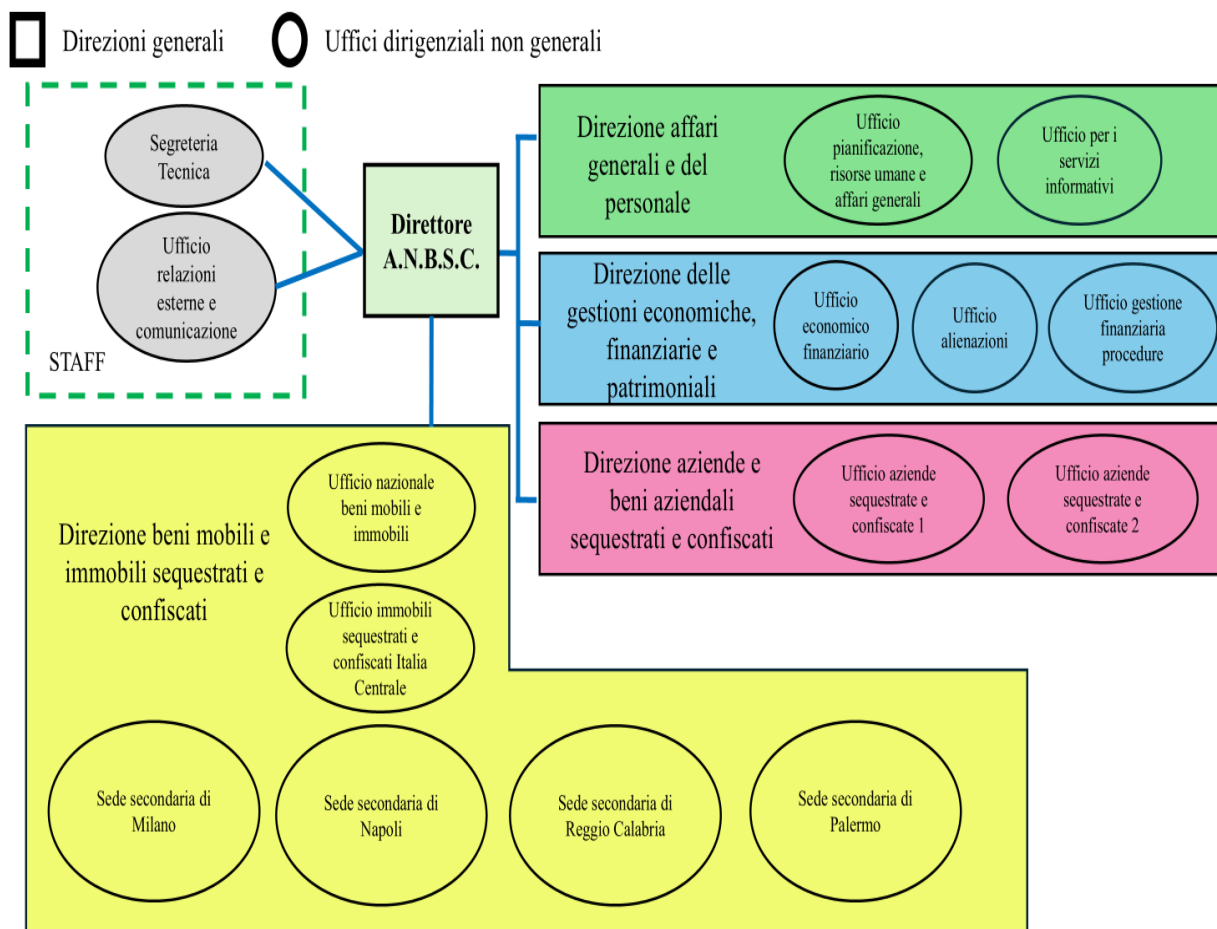 Direzioni generali
Uffici dirigenziali non generali
Segreteria
Tecnica
Ufficio
relazioni
esterne e
comunicazione
STAFF
Direttore
A.N.B.S.C.
Direzione affari
generali e del
personale
Ufficio
pianificazione,
risorse umane e
affari generali
Ufficio per i
servizi
informativi
Direzione delle
gestioni economiche,
finanziarie e
patrimoniali
Ufficio
economico
finanziario
Ufficio
alienazioni
Ufficio gestione
finanziaria
procedure
Direzione aziende e
beni aziendali
sequestrati e confiscati
Ufficio aziende
sequestrate e
confiscate 1
Ufficio aziende
sequestrate e
confiscate 2
Direzione beni mobili e
immobili sequestrati e
confiscati
Ufficio nazionale
beni mobili e
immobili
Ufficio immobili
sequestrati e
confiscati Italia
Centrale
Sede secondaria di
Milano
Sede secondaria di
Napoli
Sede secondaria di
Reggio Calabria
Sede secondaria di
Palermo